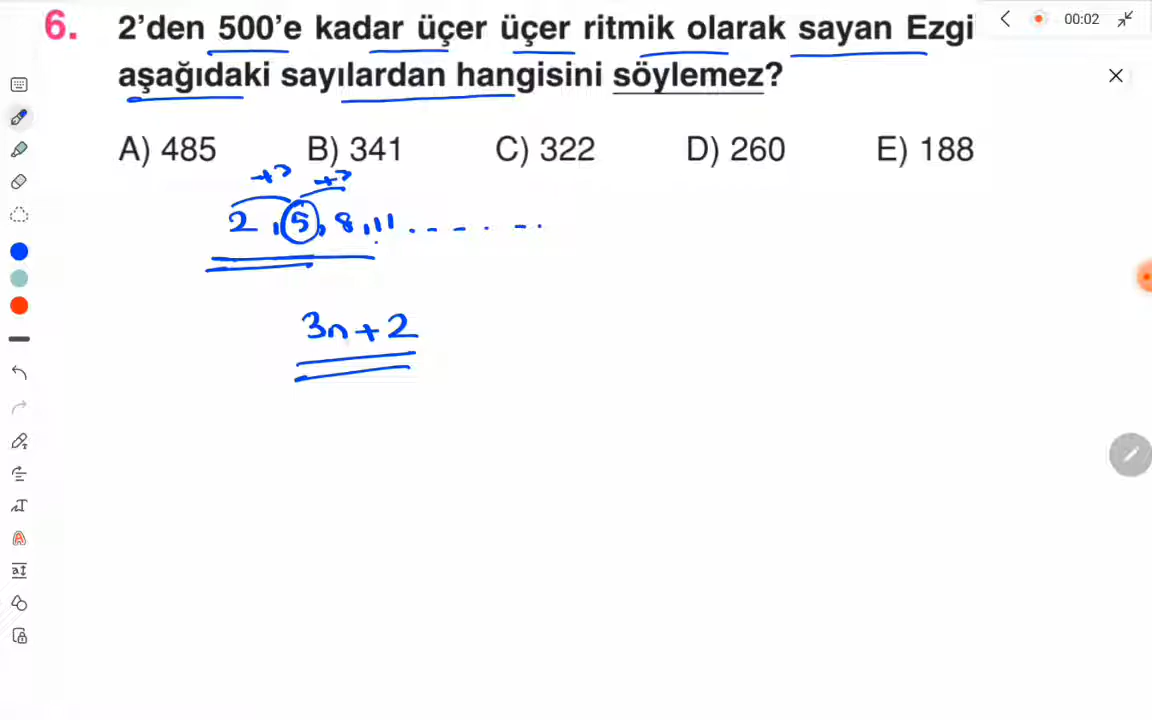 00:02
6. 2'den 500'e kadar üçer üçer ritmik olarak sayan Ezgi
aşağıdaki sayılardan hangisini söylemez?
A) 485 B) 341 C) 322 D) 260 E) 188
+3 +3
2, 5, 8, 11 .......
3n+2